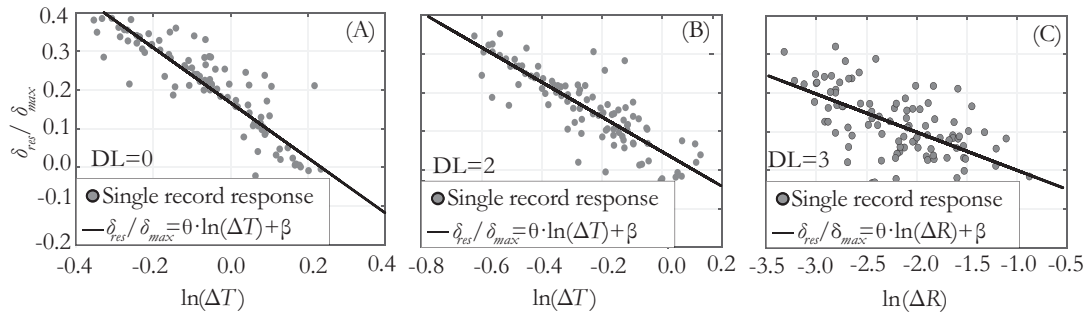 0.4
0.3
0.2
0.1
0.0
-0.1
-0.2
δres/ δmax
(A)
DL=0
Single record response
δres/δmax=θ·ln(ΔT)+β
-0.4 -0.2 0.0 0.2 0.4
ln(ΔT)
(B)
DL=2
Single record response
δres/δmax=θ·ln(ΔT)+β
-0.8 -0.6 -0.4 -0.2 0.0 0.2
ln(ΔT)
(C)
DL=3
Single record response
δres/δmax=θ·ln(ΔR)+β
-3.5 -3.0 -2.5 -2.0 -1.5 -1.0 -0.5
ln(ΔR)